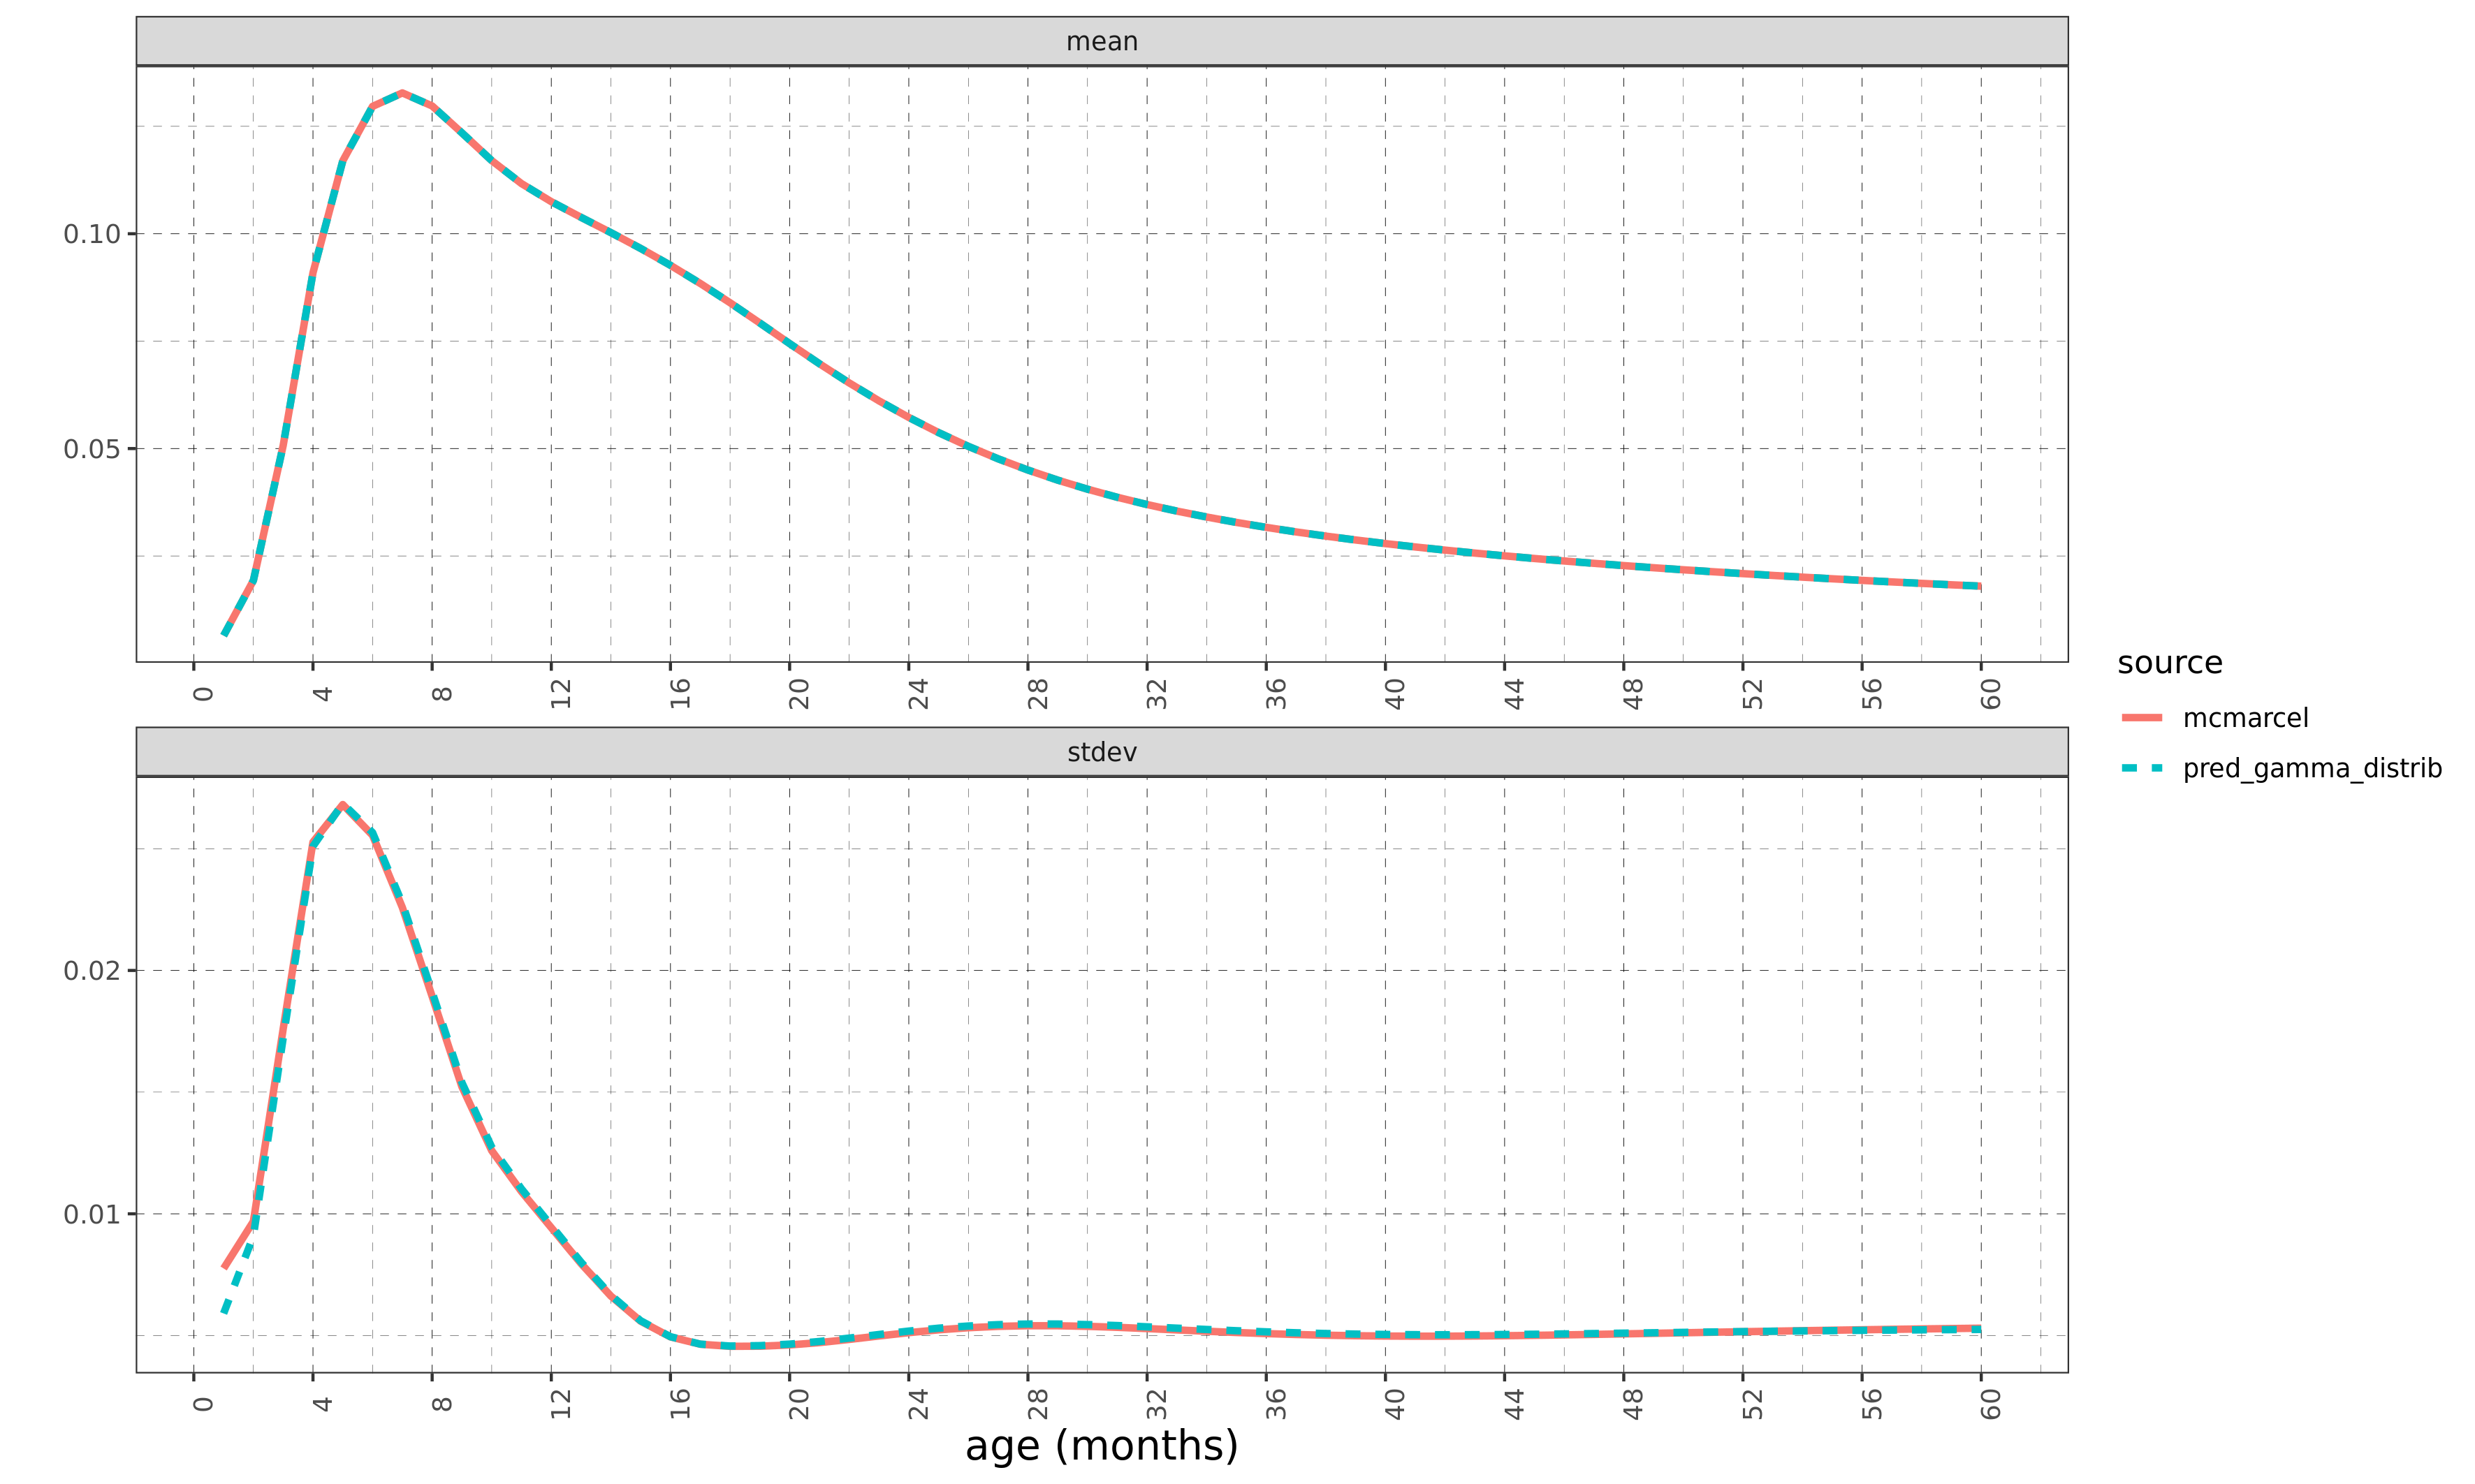 mean
0.10
0.05
0 4 8 12 16 20 24 28 32 36 40 44 48 52 56 60
stdev
0.02
0.01
0 4 8 12 16 20 24 28 32 36 40 44 48 52 56 60
age (months)
source
mcmarcel
pred_gamma_distrib